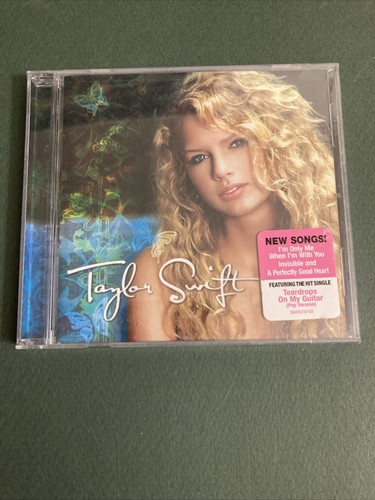 Taylor Swift
NEW SONGS!
I'm Only Me
When I'm With You
Invisible and
A Perfectly Good Heart
FEATURING THE HIT SINGLE
Teardrops
On My Guitar
(Pop Version)